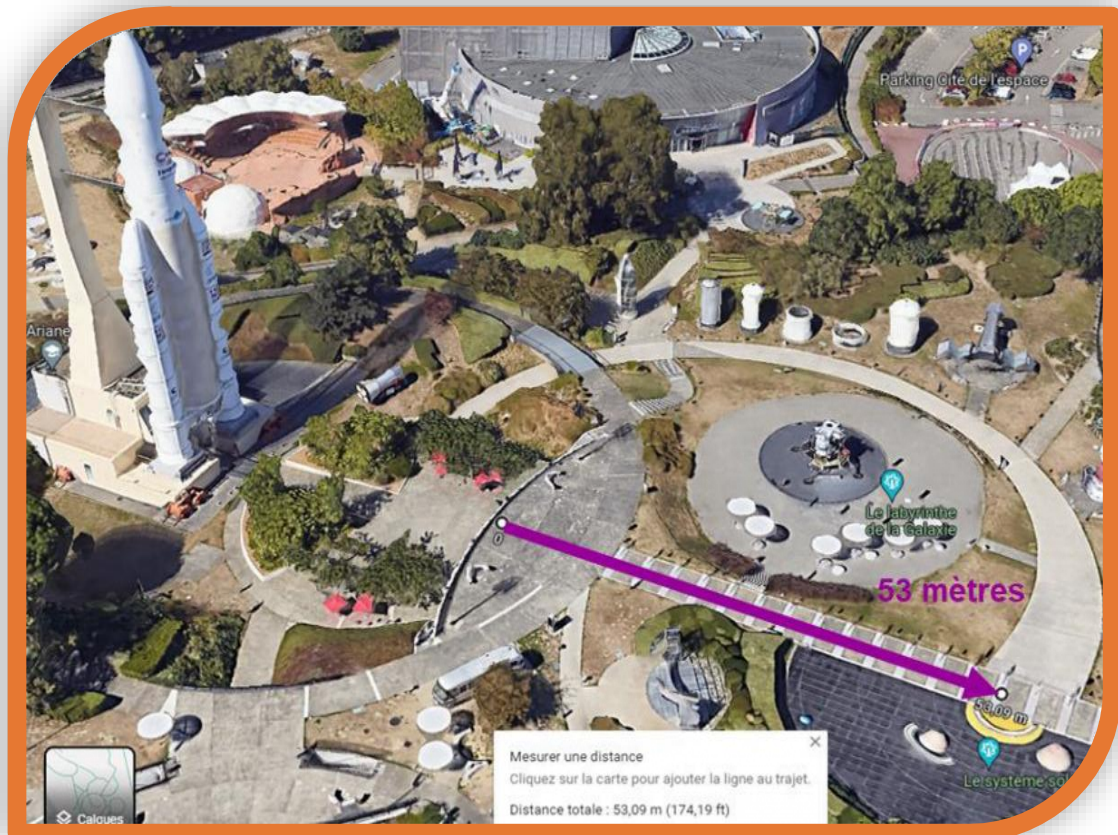 Parking Cité de l'espace
Ariane
Le labyrinthe
de la Galaxie
0
53 mètres
53,09 m
Mesurer une distance
Cliquez sur la carte pour ajouter la ligne au trajet.
Distance totale : 53,09 m (174,19 ft)
Le système sol
Calques